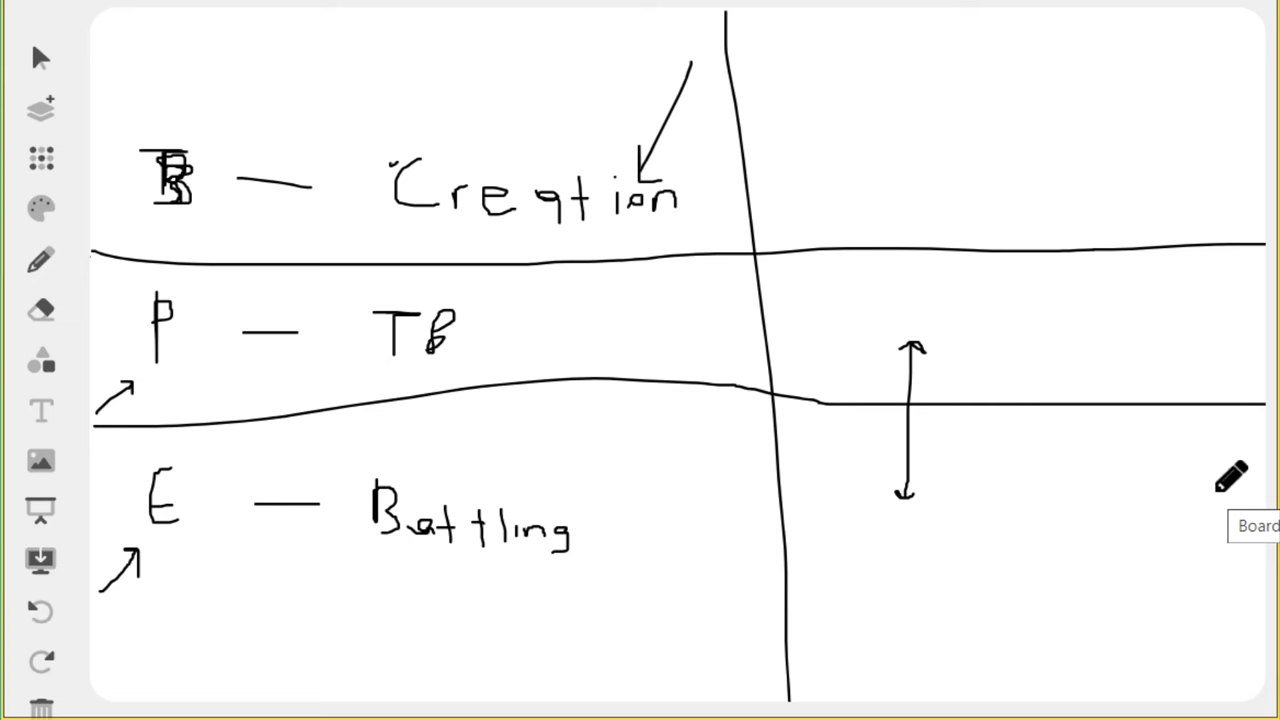 B — Creation
P — TB
E — Battling
Board